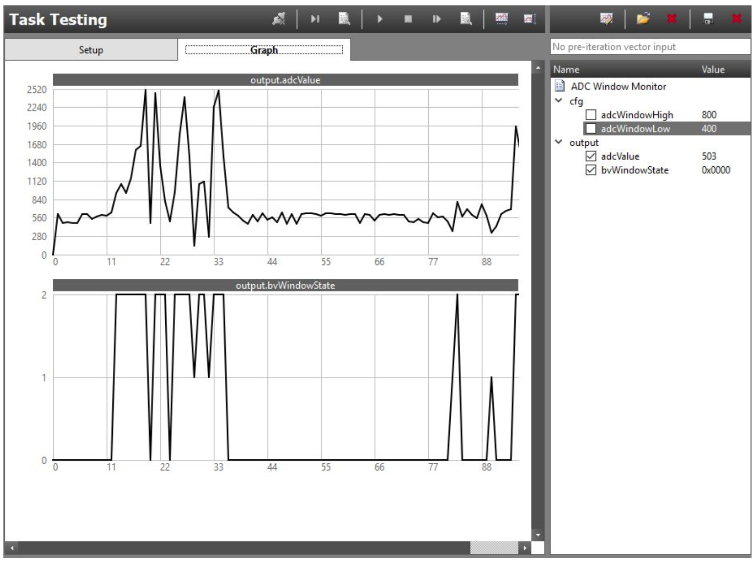 Task Testing
Setup
Graph
output.adcValue
2520
2240
1960
1680
1400
1120
840
560
280
0
0 11 22 33 44 55 66 77 88
output.bvWindowState
2
1
0
0 11 22 33 44 55 66 77 88
No pre-iteration vector input
Name Value
ADC Window Monitor
cfg
adcWindowHigh 800
adcWindowLow 400
output
adcValue 503
bvWindowState 0x0000